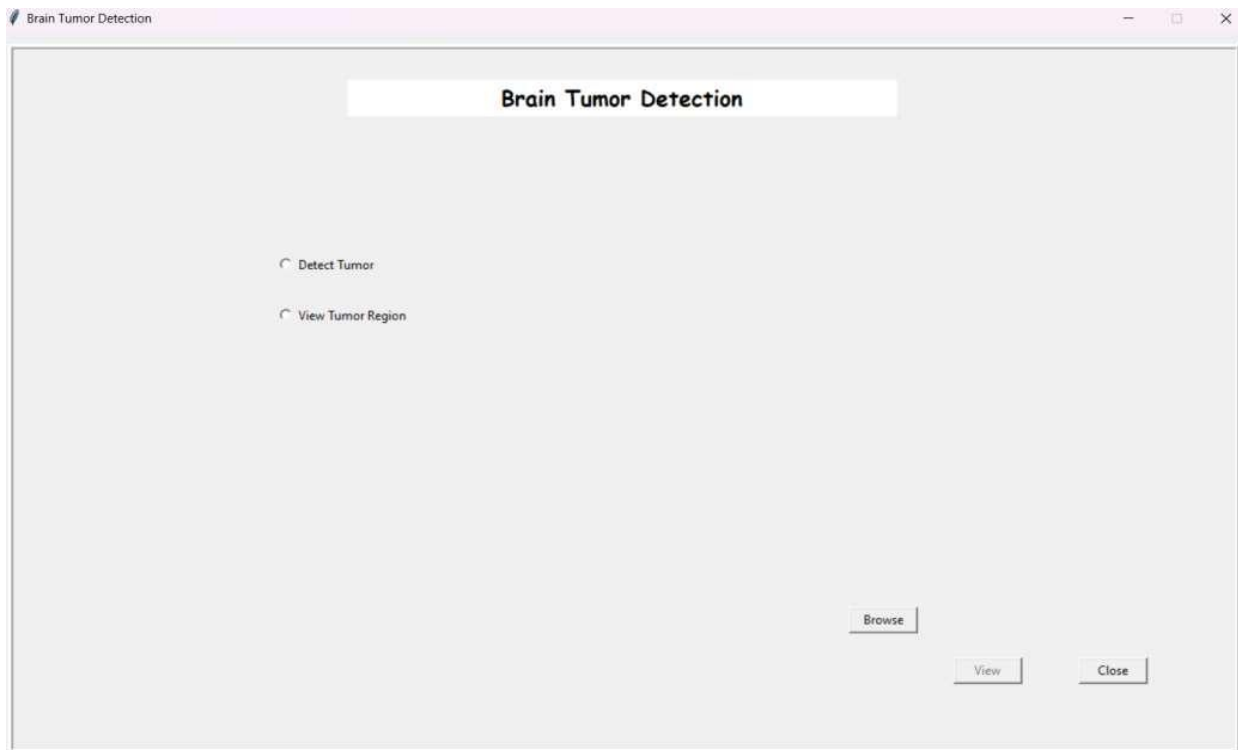 Brain Tumor Detection
Brain Tumor Detection
Detect Tumor
View Tumor Region
Browse
View
Close